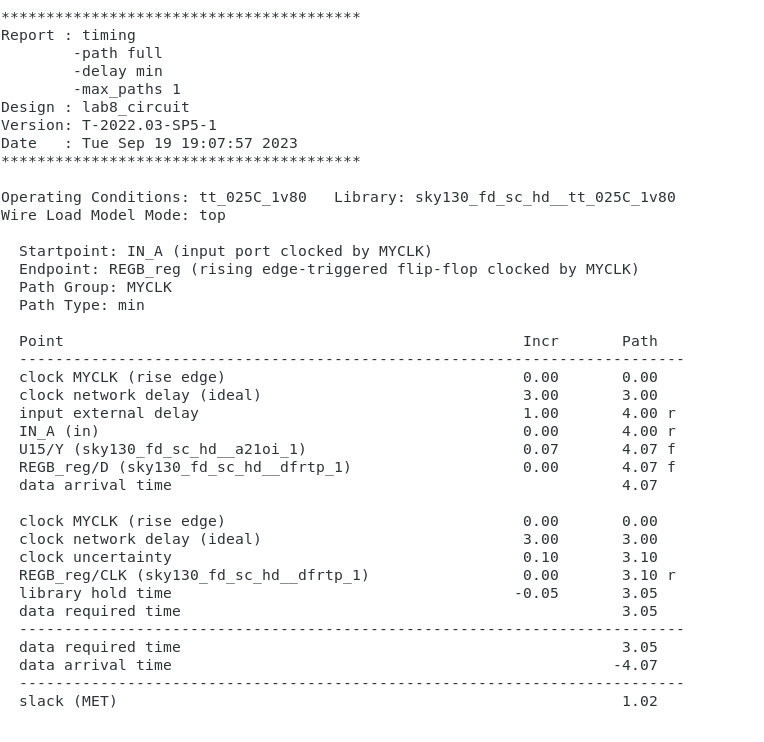 ****************************************
Report : timing
        -path full
        -delay min
        -max_paths 1
Design : lab8_circuit
Version: T-2022.03-SP5-1
Date   : Tue Sep 19 19:07:57 2023
****************************************

Operating Conditions: tt_025C_1v80   Library: sky130_fd_sc_hd__tt_025C_1v80
Wire Load Model Mode: top

  Startpoint: IN_A (input port clocked by MYCLK)
  Endpoint: REGB_reg (rising edge-triggered flip-flop clocked by MYCLK)
  Path Group: MYCLK
  Path Type: min

  Point                                                   Incr       Path
  --------------------------------------------------------------------------
  clock MYCLK (rise edge)                                 0.00       0.00
  clock network delay (ideal)                             3.00       3.00
  input external delay                                    1.00       4.00 r
  IN_A (in)                                               0.00       4.00 r
  U15/Y (sky130_fd_sc_hd__a21oi_1)                        0.07       4.07 f
  REGB_reg/D (sky130_fd_sc_hd__dfrtp_1)                   0.00       4.07 f
  data arrival time                                                  4.07

  clock MYCLK (rise edge)                                 0.00       0.00
  clock network delay (ideal)                             3.00       3.00
  clock uncertainty                                       0.10       3.10
  REGB_reg/CLK (sky130_fd_sc_hd__dfrtp_1)                 0.00       3.10 r
  library hold time                                      -0.05       3.05
  data required time                                                 3.05
  --------------------------------------------------------------------------
  data required time                                                 3.05
  data arrival time                                                 -4.07
  --------------------------------------------------------------------------
  slack (MET)                                                        1.02